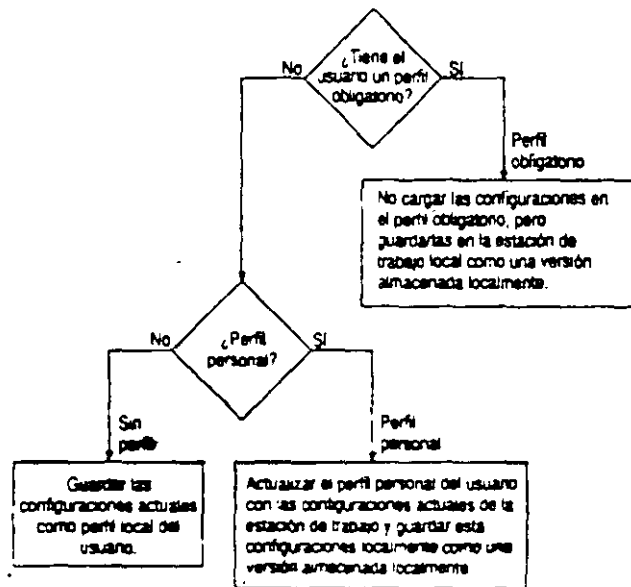 ¿Tiene el
usuario un perfil
obligatorio?
No
Sí
Perfil
obligatorio
No cargar las configuraciones en
el perfil obligatorio, pero
guardarlas en la estación de
trabajo local como una versión
almacenada localmente.
No
¿Perfil
personal?
Sí
Sin
perfil
Perfil
personal
Guardar las
configuraciones actuales
como perfil local del
usuario.
Actualizar el perfil personal del usuario
con las configuraciones actuales de la
estación de trabajo y guardar esta
configuraciones localmente como una
versión almacenada localmente